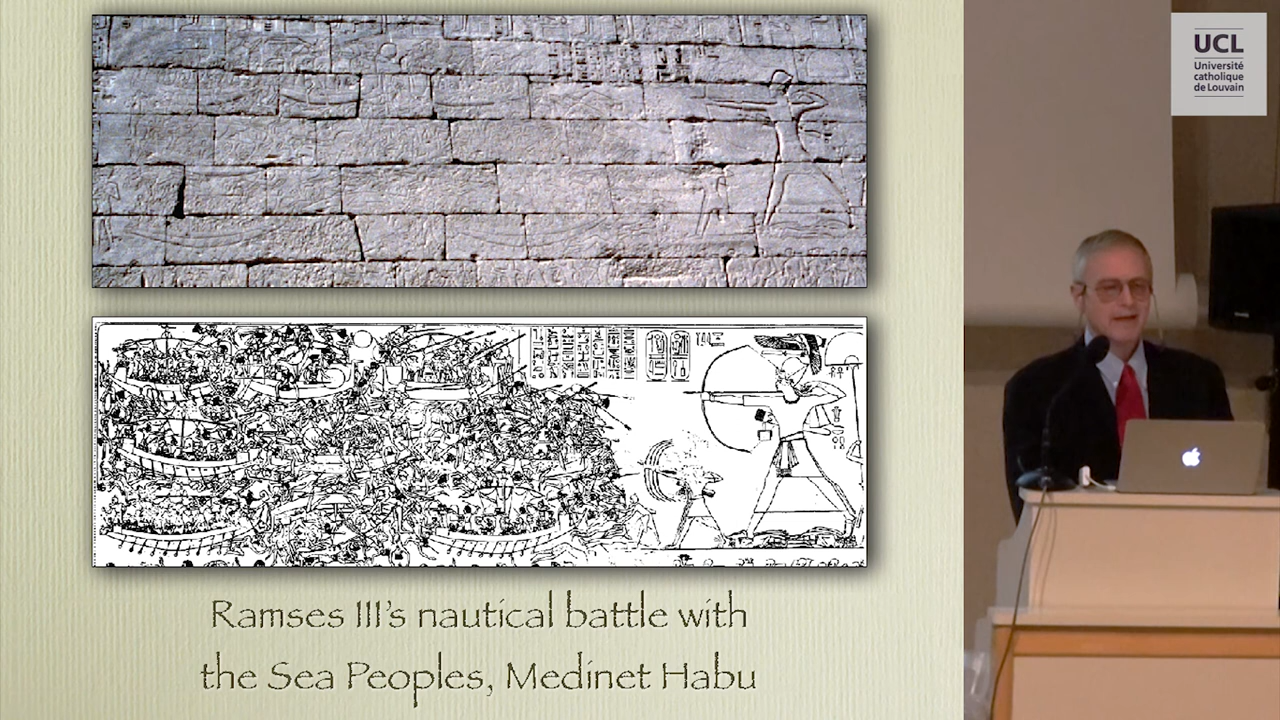 UCL
Université
catholique
de Louvain
Ramses III's nautical battle with
the Sea Peoples, Medinet Habu